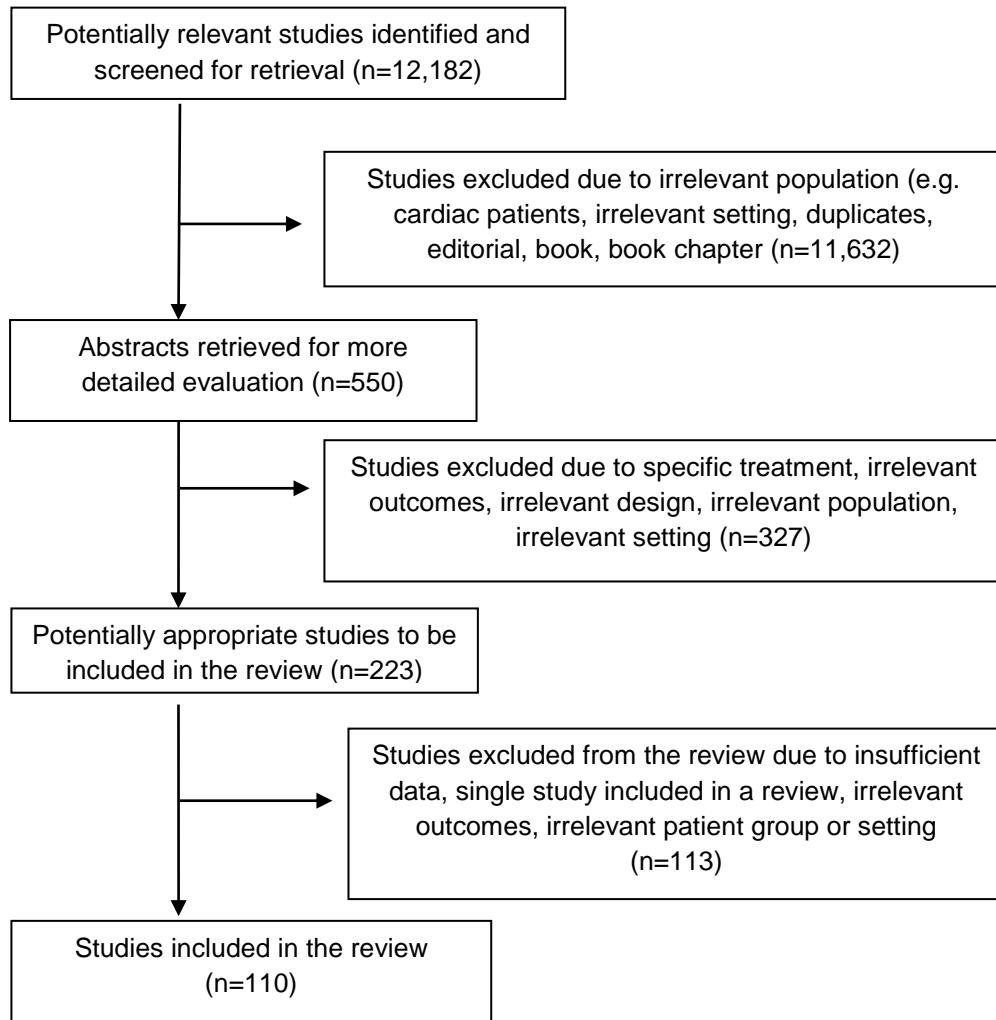 Potentially relevant studies identified and
screened for retrieval (n=12,182)
Studies excluded due to irrelevant population (e.g.
cardiac patients, irrelevant setting, duplicates,
editorial, book, book chapter (n=11,632)
Abstracts retrieved for more
detailed evaluation (n=550)
Studies excluded due to specific treatment, irrelevant
outcomes, irrelevant design, irrelevant population,
irrelevant setting (n=327)
Potentially appropriate studies to be
included in the review (n=223)
Studies excluded from the review due to insufficient
data, single study included in a review, irrelevant
outcomes, irrelevant patient group or setting
(n=113)
Studies included in the review
(n=110)